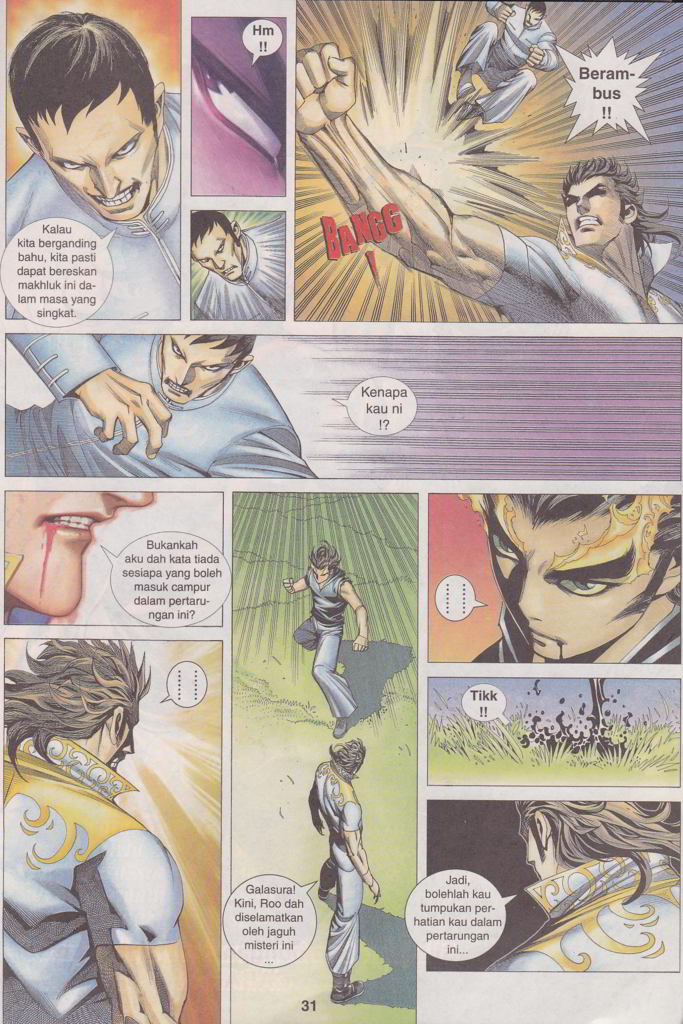 Kalau
kita berganding
bahu, kita pasti
dapat bereskan
makhluk ini da-
lam masa yang
singkat.
Hm
!!
Beram-
bus
!!
BANGG
!
Kenapa
kau ni
!?
Bukankah
aku dah kata tiada
sesiapa yang boleh
masuk campur
dalam pertaru-
ngan ini?
Galasura!
Kini, Roo dah
diselamatkan
oleh jaguh
misteri ini
...
Tikk
!!
Jadi,
bolehlah kau
tumpukan per-
hatian kau dalam
pertarungan
ini...
31